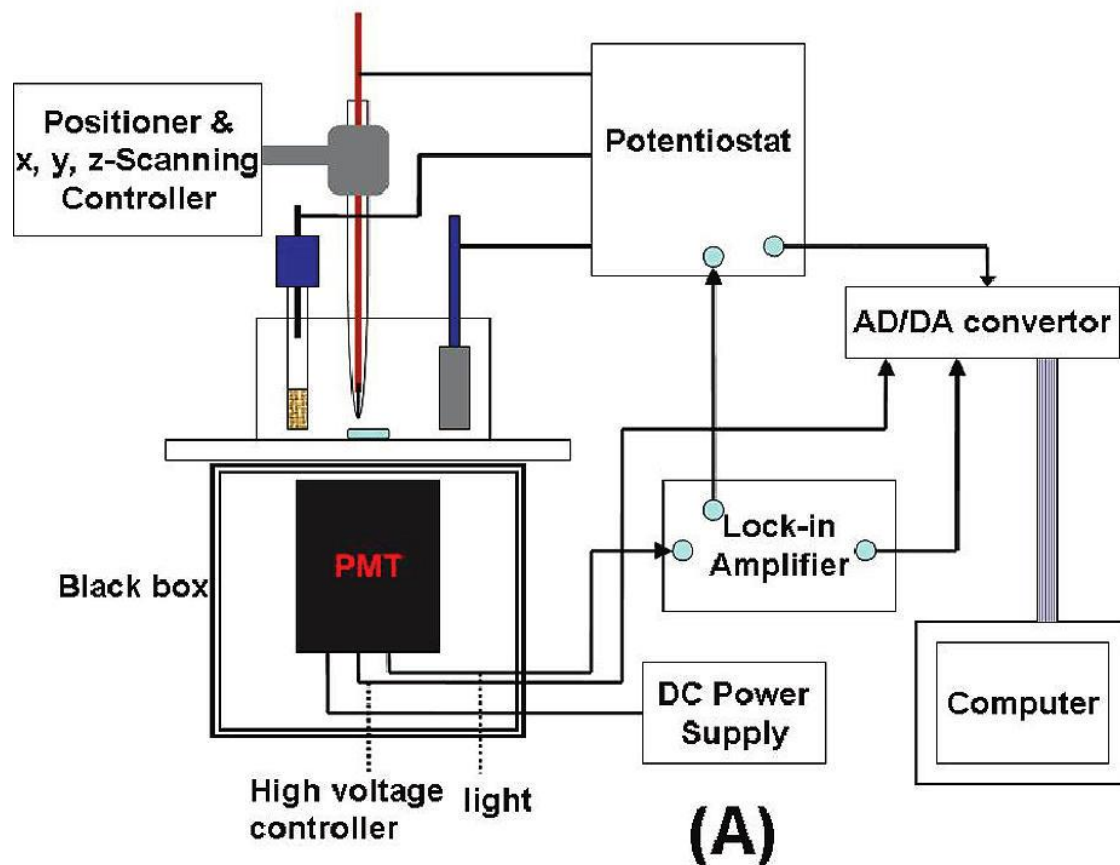 Positioner &
x, y, z-Scanning
Controller
Potentiostat
AD/DA convertor
Lock-in
Amplifier
PMT
Black box
DC Power
Supply
Computer
High voltage
controller
light
(A)